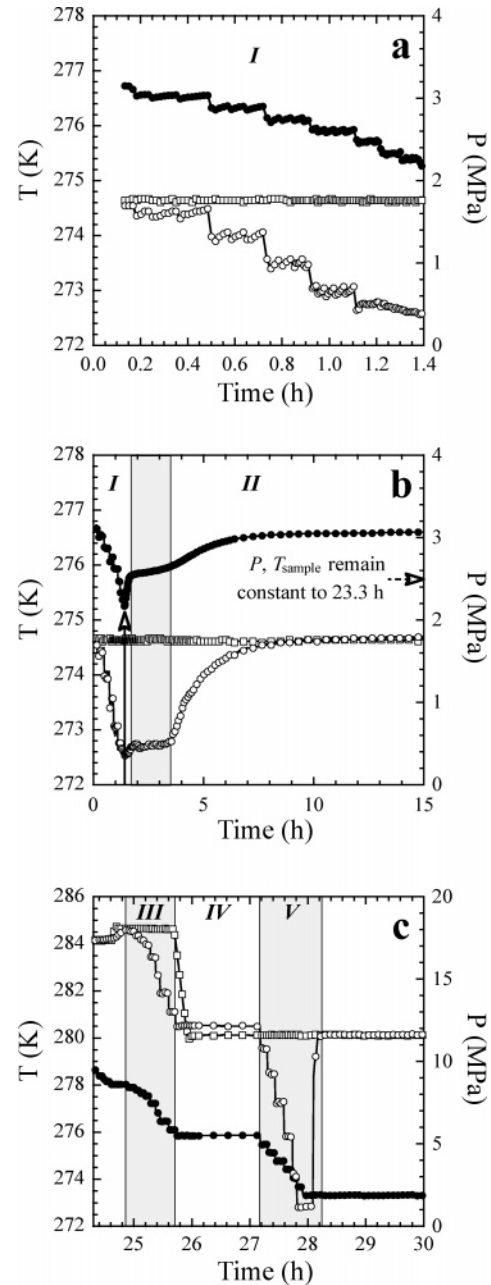 278
277
276
275
274
273
272
T (K)
I
a
4
3
2
1
0
P (MPa)
0.0 0.2 0.4 0.6 0.8 1.0 1.2 1.4
Time (h)
278
277
276
275
274
273
272
T (K)
I
II
b
P, Tsample remain
constant to 23.3 h
4
3
2
1
0
P (MPa)
0 5 10 15
Time (h)
286
284
282
280
278
276
274
272
T (K)
III
IV
V
c
20
15
10
5
0
P (MPa)
25 26 27 28 29 30
Time (h)